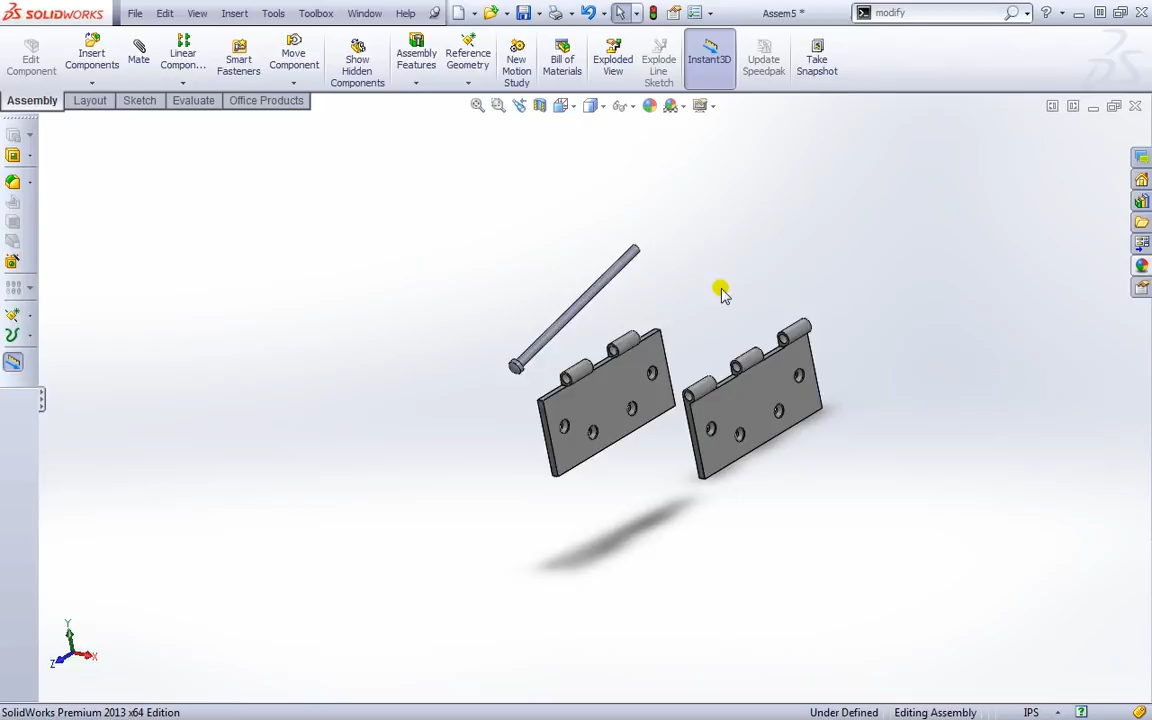 SOLIDWORKS File Edit View Insert Tools Toolbox Window Help Assem5 * modify
Edit Component
Insert Components
Mate
Linear Compon...
Smart Fasteners
Move Component
Show Hidden Components
Assembly Features
Reference Geometry
New Motion Study
Bill of Materials
Exploded View
Explode Line Sketch
Instant3D
Update Speedpak
Take Snapshot
Assembly Layout Sketch Evaluate Office Products
Y
X
Z
SolidWorks Premium 2013 x64 Edition Under Defined Editing Assembly IPS